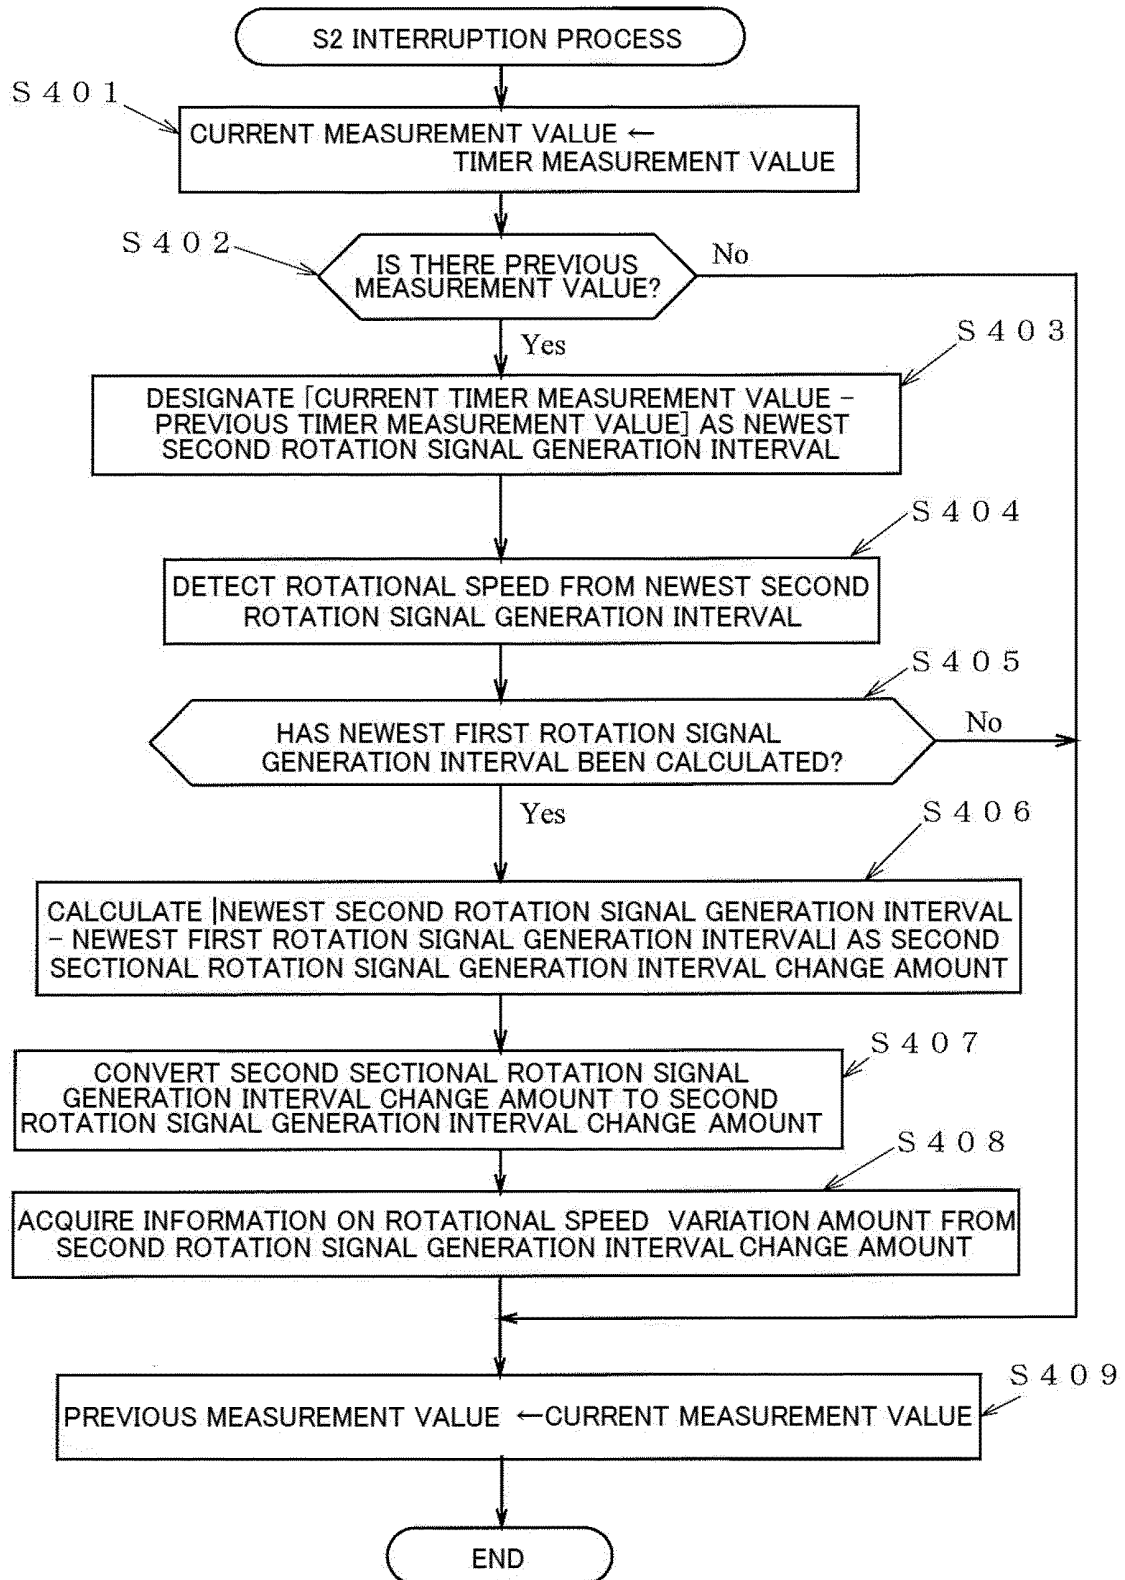 S2 INTERRUPTION PROCESS
S401
CURRENT MEASUREMENT VALUE ←
TIMER MEASUREMENT VALUE
S402
IS THERE PREVIOUS
MEASUREMENT VALUE?
No
Yes
S403
DESIGNATE ⌈CURRENT TIMER MEASUREMENT VALUE −
PREVIOUS TIMER MEASUREMENT VALUE⌋ AS NEWEST
SECOND ROTATION SIGNAL GENERATION INTERVAL
S404
DETECT ROTATIONAL SPEED FROM NEWEST SECOND
ROTATION SIGNAL GENERATION INTERVAL
S405
HAS NEWEST FIRST ROTATION SIGNAL
GENERATION INTERVAL BEEN CALCULATED?
No
Yes
S406
CALCULATE |NEWEST SECOND ROTATION SIGNAL GENERATION INTERVAL
− NEWEST FIRST ROTATION SIGNAL GENERATION INTERVAL| AS SECOND
SECTIONAL ROTATION SIGNAL GENERATION INTERVAL CHANGE AMOUNT
S407
CONVERT SECOND SECTIONAL ROTATION SIGNAL
GENERATION INTERVAL CHANGE AMOUNT TO SECOND
ROTATION SIGNAL GENERATION INTERVAL CHANGE AMOUNT
S408
ACQUIRE INFORMATION ON ROTATIONAL SPEED VARIATION AMOUNT FROM
SECOND ROTATION SIGNAL GENERATION INTERVAL CHANGE AMOUNT
S409
PREVIOUS MEASUREMENT VALUE ←CURRENT MEASUREMENT VALUE
END